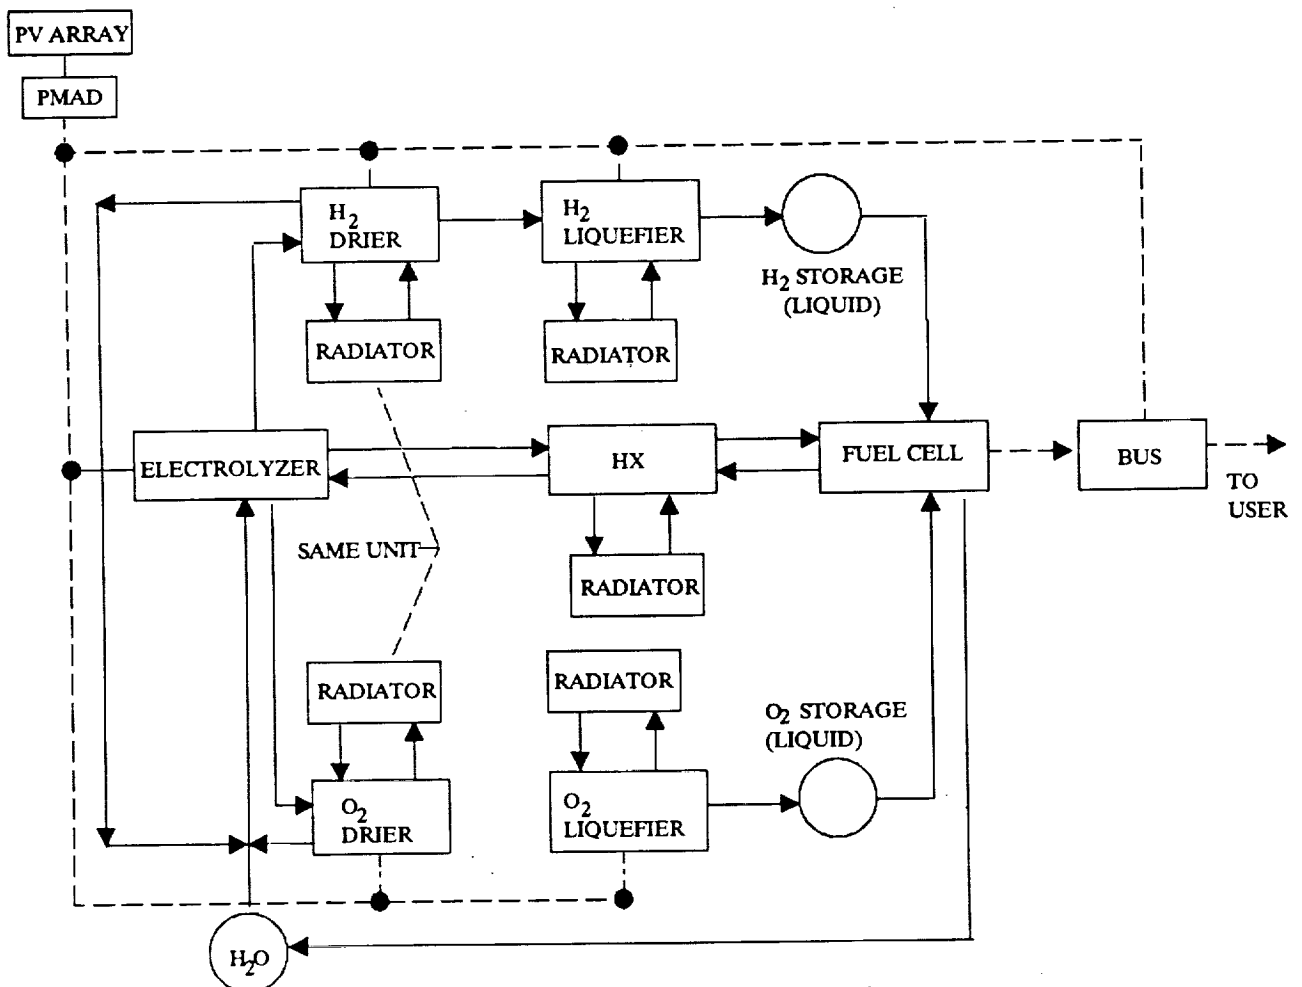 PV ARRAY
PMAD
H2
DRIER
H2
LIQUEFIER
H2 STORAGE
(LIQUID)
RADIATOR
RADIATOR
ELECTROLYZER
HX
FUEL CELL
BUS
TO
USER
SAME UNIT
RADIATOR
RADIATOR
RADIATOR
O2 STORAGE
(LIQUID)
O2
DRIER
O2
LIQUEFIER
H2O